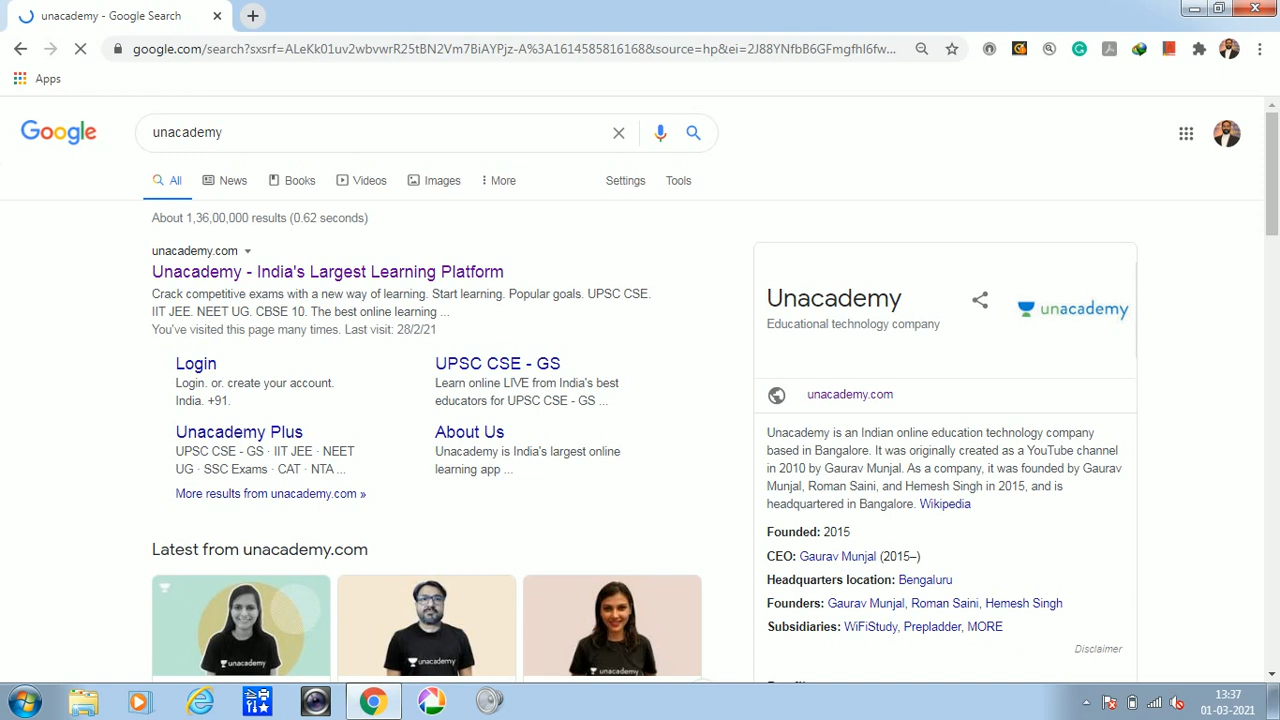 unacademy - Google Search
google.com/search?sxsrf=ALeKk01uv2wbvwrR25tBN2Vm7BiAYPjz-A%3A1614585816168&source=hp&ei=2J88YNfbB6GFmgfhl6fw...
Apps
Google
unacademy
All
News
Books
Videos
Images
More
Settings
Tools
About 1,36,00,000 results (0.62 seconds)
unacademy.com
Unacademy - India's Largest Learning Platform
Crack competitive exams with a new way of learning. Start learning. Popular goals. UPSC CSE.
IIT JEE. NEET UG. CBSE 10. The best online learning ...
You've visited this page many times. Last visit: 28/2/21
Login
Login. or. create your account.
India. +91.
UPSC CSE - GS
Learn online LIVE from India's best
educators for UPSC CSE - GS ...
Unacademy Plus
UPSC CSE - GS · IIT JEE · NEET
UG · SSC Exams · CAT · NTA ...
About Us
Unacademy is India's largest online
learning app ...
More results from unacademy.com »
Latest from unacademy.com
unacademy
unacademy
unacademy
Unacademy
Educational technology company
unacademy
unacademy.com
Unacademy is an Indian online education technology company
based in Bangalore. It was originally created as a YouTube channel
in 2010 by Gaurav Munjal. As a company, it was founded by Gaurav
Munjal, Roman Saini, and Hemesh Singh in 2015, and is
headquartered in Bangalore. Wikipedia
Founded: 2015
CEO: Gaurav Munjal (2015–)
Headquarters location: Bengaluru
Founders: Gaurav Munjal, Roman Saini, Hemesh Singh
Subsidiaries: WiFiStudy, Prepladder, MORE
Disclaimer
13:37
01-03-2021